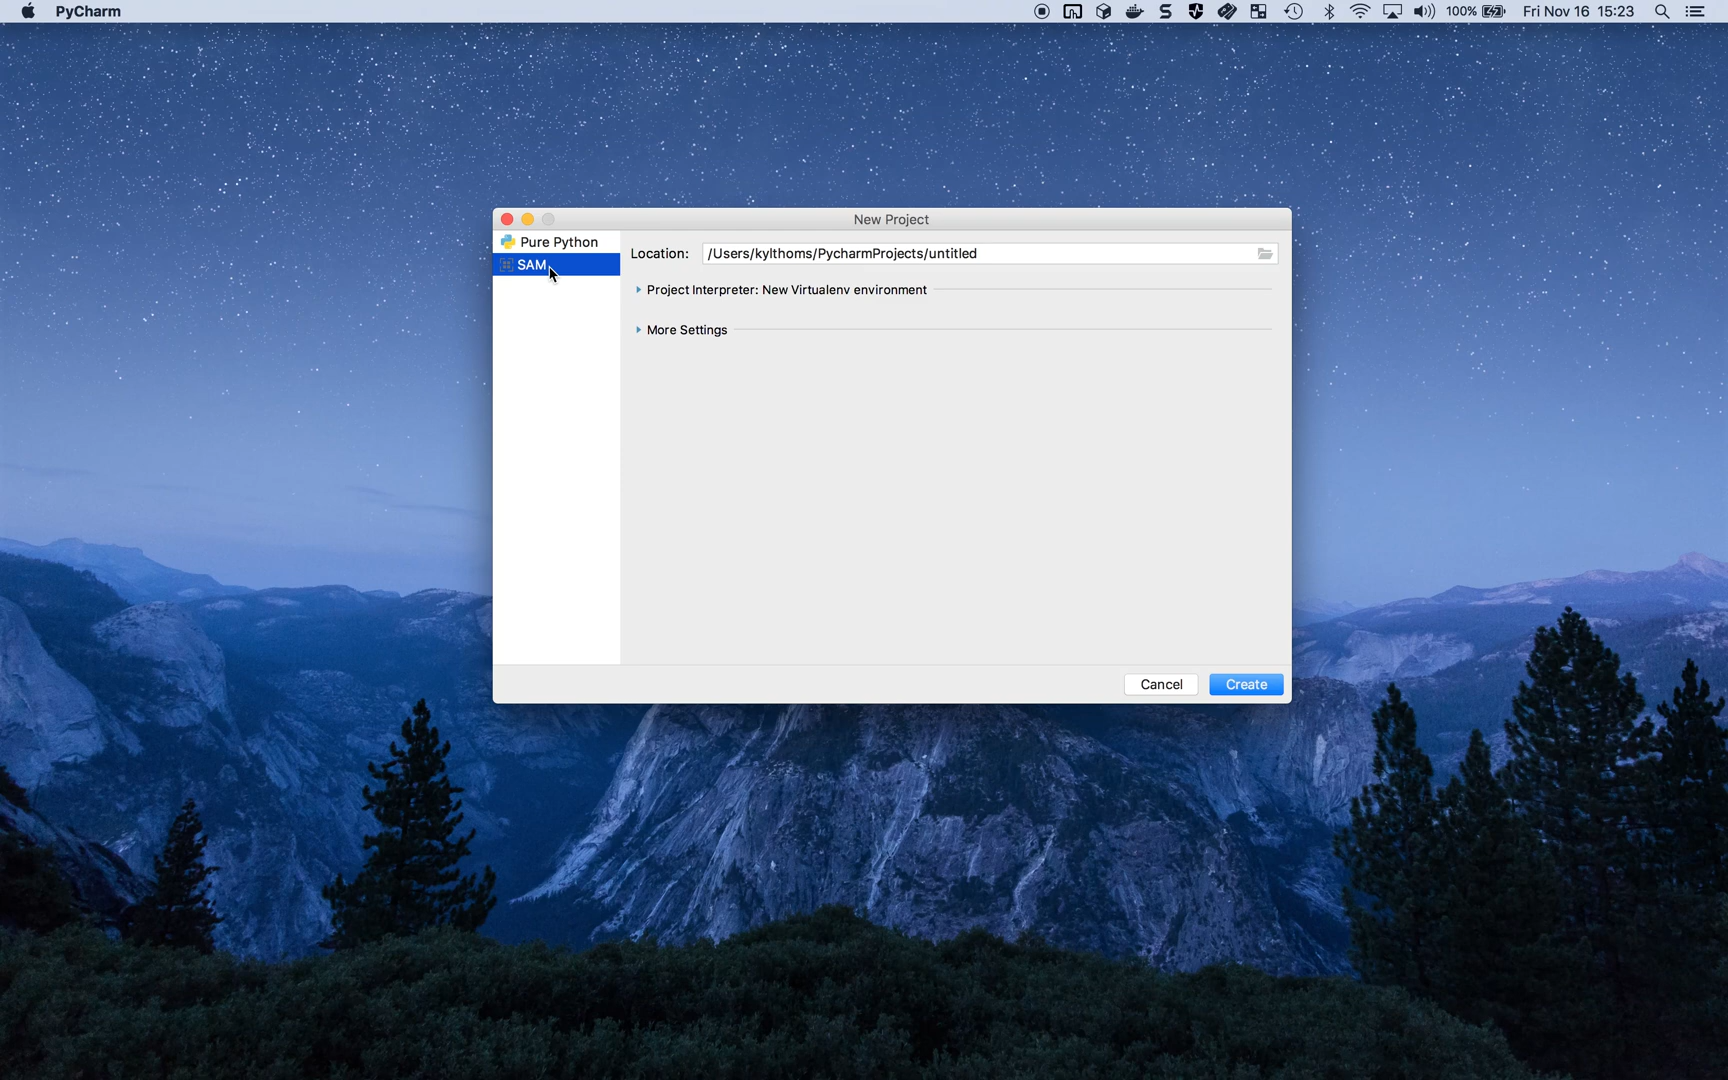 PyCharm
100%
Fri Nov 16 15:23
New Project
Pure Python
SAM
Location: /Users/kylthoms/PycharmProjects/untitled
Project Interpreter: New Virtualenv environment
More Settings
Cancel
Create